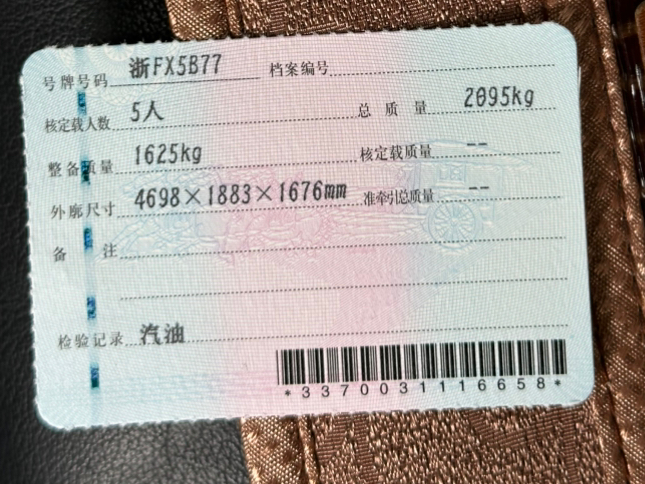 号牌号码 浙FX5B77 档案编号
核定载人数 5人 总质量 2095kg
整备质量 1625kg 核定载质量 --
外廓尺寸 4698×1883×1676mm 准牵引总质量 --
备注
检验记录 汽油
*3370031116658*